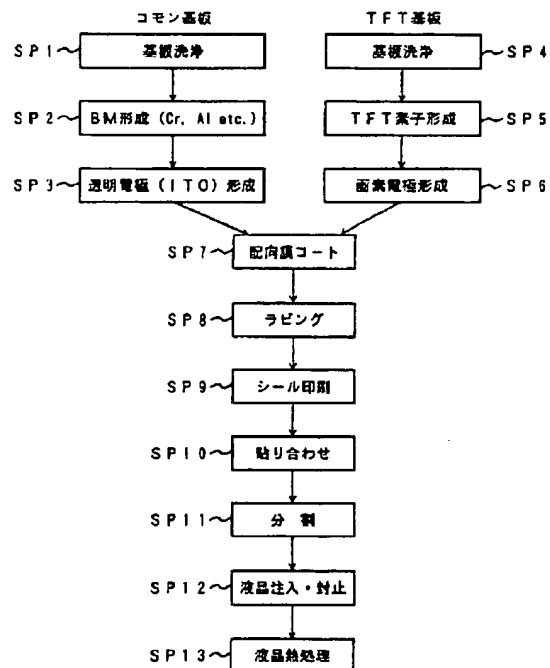 コモン基板
TFT基板
SP1 基板洗浄
基板洗浄 SP4
SP2 BM形成(Cr, Al etc.)
TFT素子形成 SP5
SP3 透明電極(ITO)形成
画素電極形成 SP6
SP7 配向膜コート
SP8 ラビング
SP9 シール印刷
SP10 貼り合わせ
SP11 分 割
SP12 液晶注入・封止
SP13 液晶熱処理